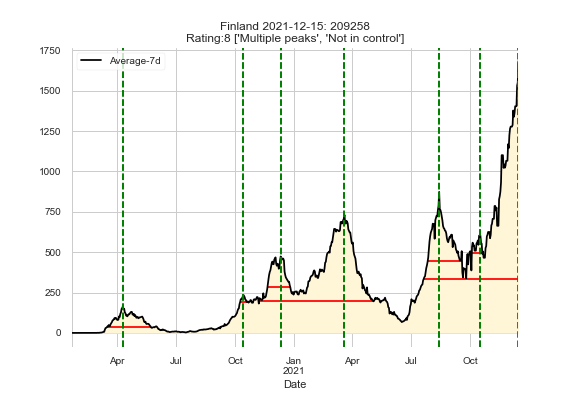 Finland 2021-12-15: 209258
Rating:8 ['Multiple peaks', 'Not in control']
1750
Average-7d
1500
1250
1000
750
500
250
0
Apr Jul Oct Jan Apr Jul Oct
2021
Date